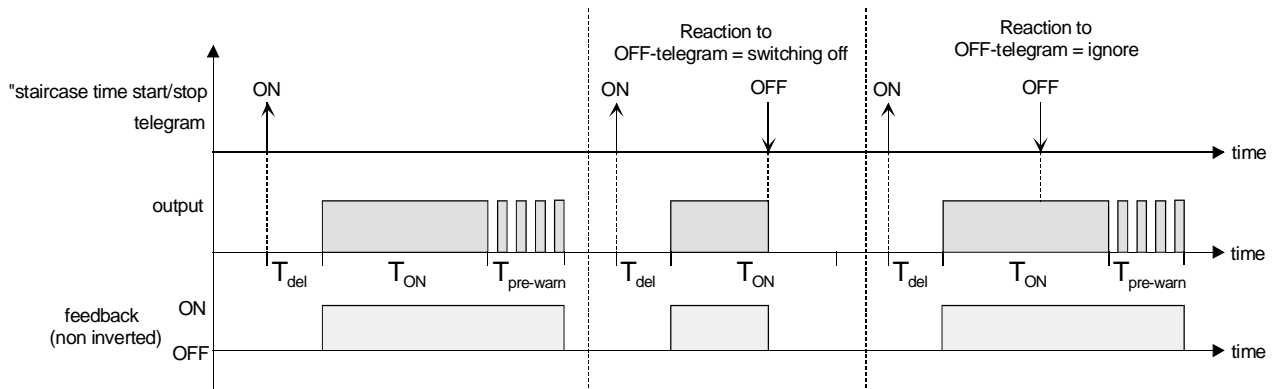 Reaction to
OFF-telegram = switching off
Reaction to
OFF-telegram = ignore
"staircase time start/stop
telegram
ON
ON
OFF
ON
OFF
time
output
time
Tdel
TON
Tpre-warn
Tdel
TON
Tdel
TON
Tpre-warn
feedback
(non inverted)
ON
OFF
time